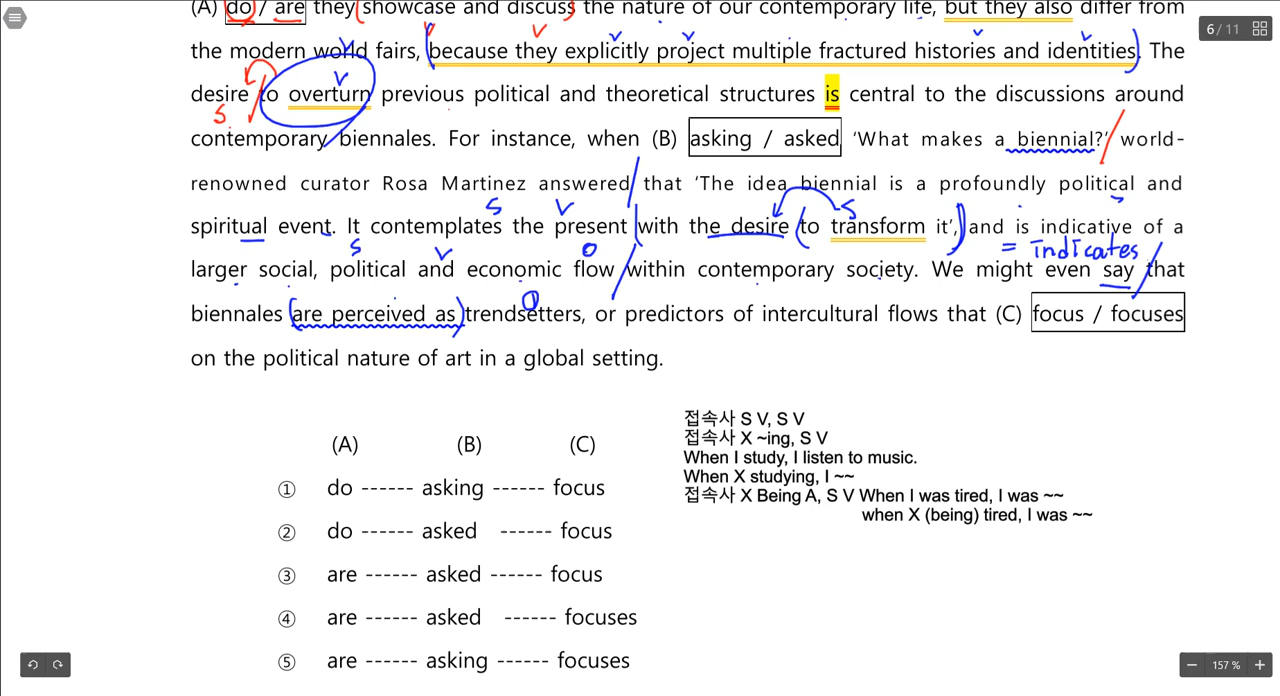 (A) do / are they showcase and discuss the nature of our contemporary life, but they also differ from
6 / 11
the modern world fairs, because they explicitly project multiple fractured histories and identities. The
desire to overturn previous political and theoretical structures is central to the discussions around
contemporary biennales. For instance, when (B) asking / asked 'What makes a biennial?' world-
renowned curator Rosa Martinez answered that 'The idea biennial is a profoundly political and
spiritual event. It contemplates the present with the desire to transform it', and is indicative of a
= indicates
larger social, political and economic flow within contemporary society. We might even say that
biennales are perceived as trendsetters, or predictors of intercultural flows that (C) focus / focuses
on the political nature of art in a global setting.
접속사 S V, S V
접속사 X ~ing, S V
When I study, I listen to music.
When X studying, I ~~
접속사 X Being A, S V When I was tired, I was ~~
when X (being) tired, I was ~~
(A) (B) (C)
① do ------ asking ------ focus
② do ------ asked ------ focus
③ are ------ asked ------ focus
④ are ------ asked ------ focuses
⑤ are ------ asking ------ focuses
157 %